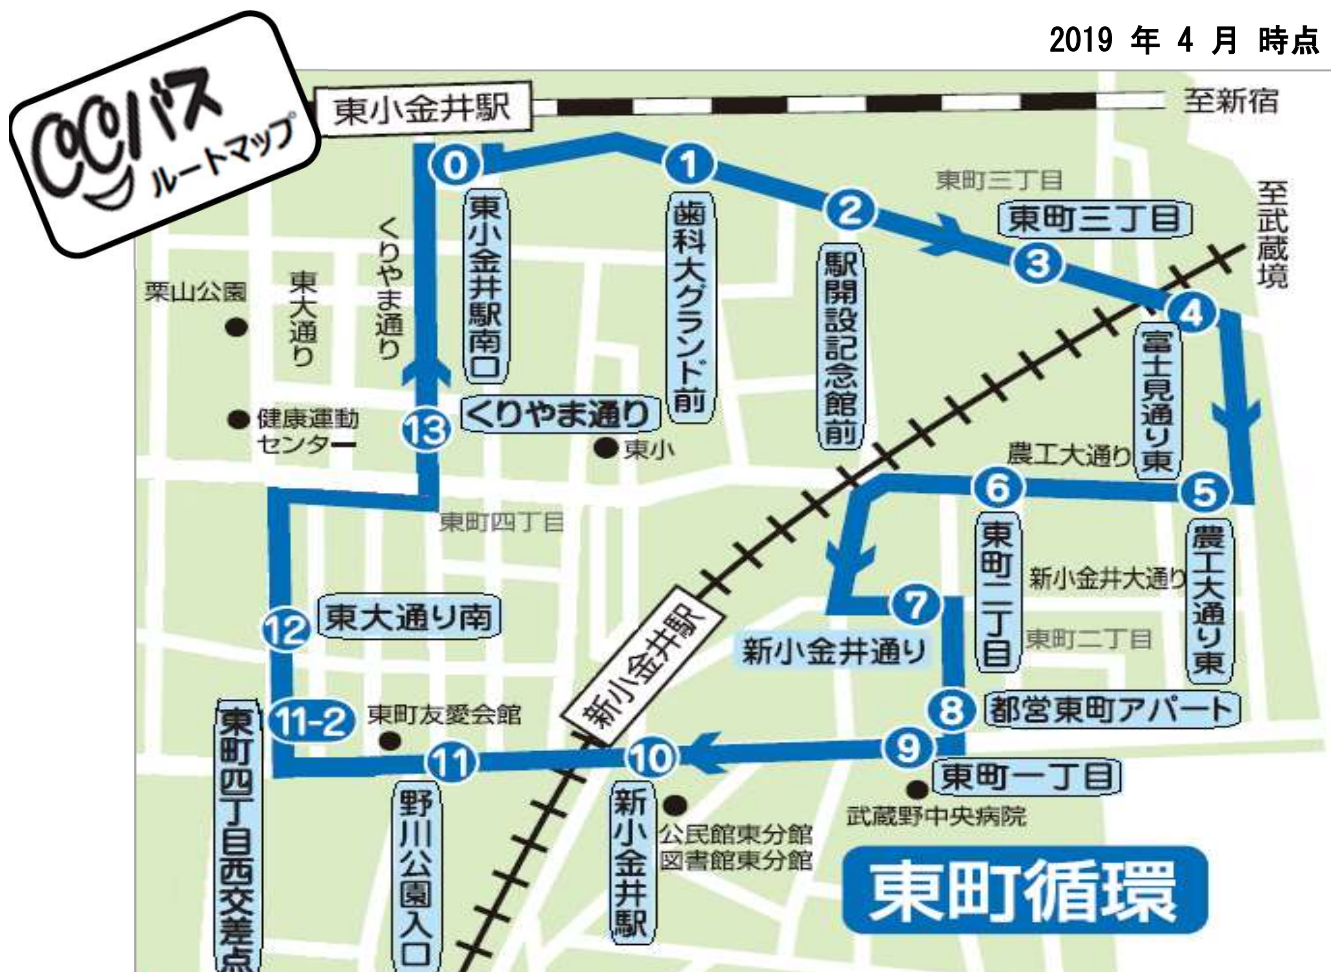 2019 年 4 月 時点
CoCoバス
ルートマップ
東小金井駅
至新宿
至武蔵境
0
東小金井駅南口
1
歯科大グランド前
2
駅開設記念館前
東町三丁目
東町三丁目
3
4
富士見通り東
くりやま通り
東大通り
栗山公園
健康運動
センター
13
くりやま通り
東小
農工大通り
6
東町二丁目
5
農工大通り東
東町四丁目
新小金井大通り
東町二丁目
7
新小金井通り
12
東大通り南
新小金井駅
8
都営東町アパート
11-2
東町四丁目西交差点
東町友愛会館
11
野川公園入口
10
新小金井駅
9
東町一丁目
武蔵野中央病院
公民館東分館
図書館東分館
東町循環